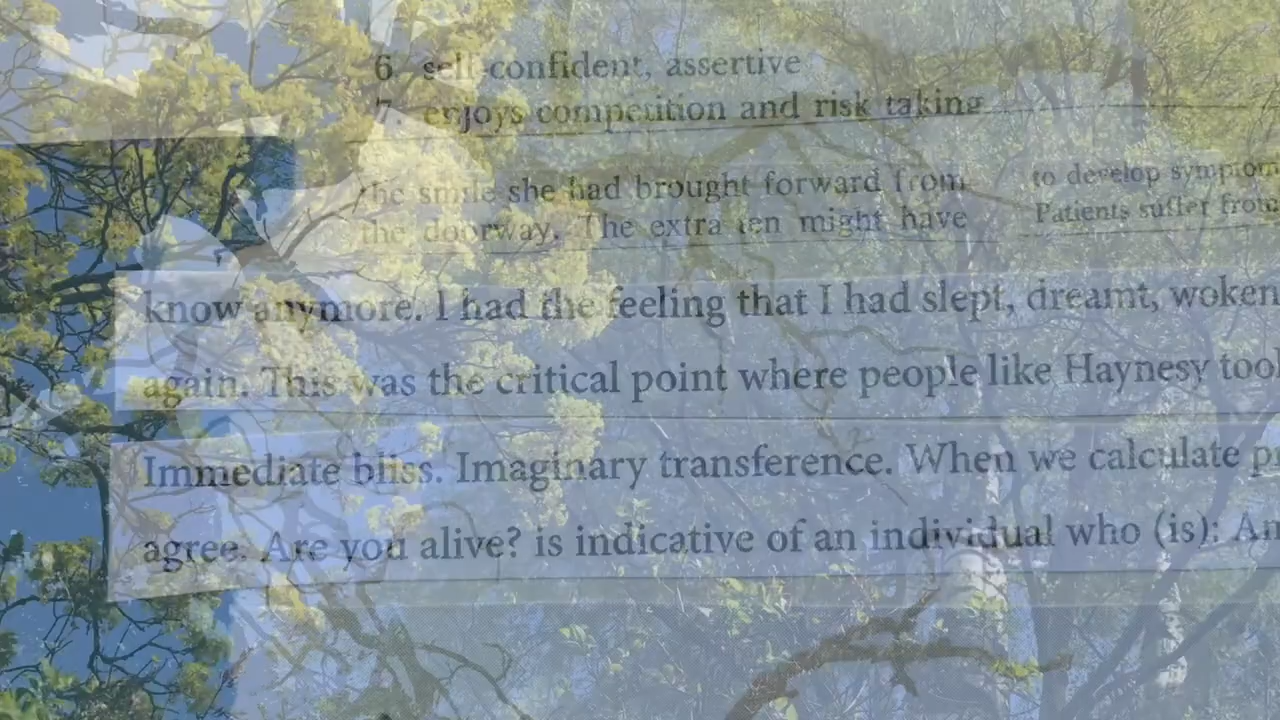 6 self-confident, assertive
7 enjoys competition and risk taking
the smile she had brought forward from
to develop symptom
the doorway. The extra ten might have
Patients suffer from
know anymore. I had the feeling that I had slept, dreamt, woken
again. This was the critical point where people like Haynesy took
Immediate bliss. Imaginary transference. When we calculate pr
agree. Are you alive? is indicative of an individual who (is): An